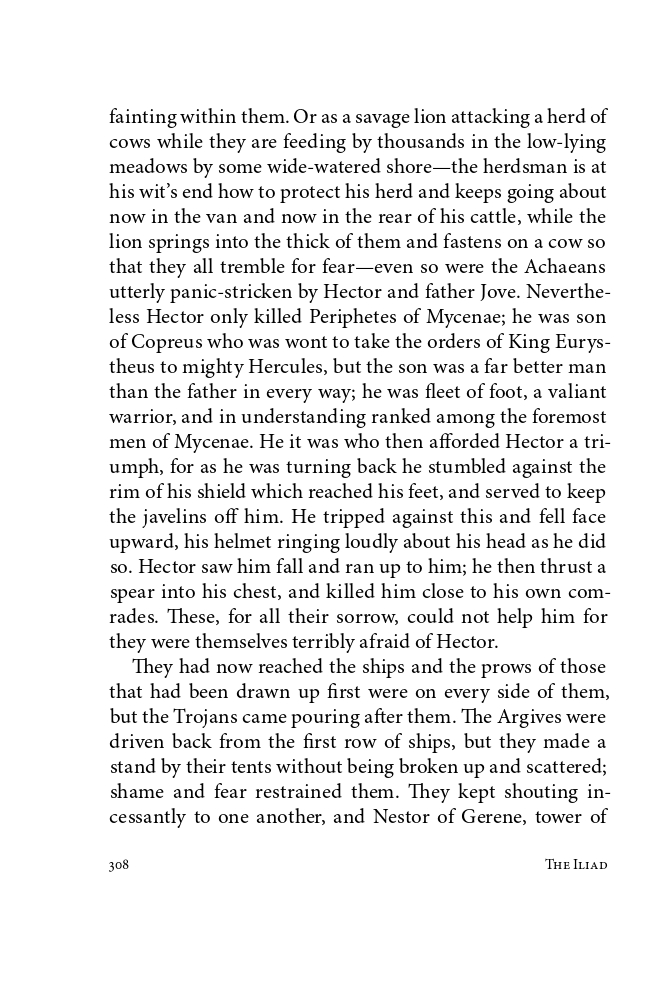 fainting within them. Or as a savage lion attacking a herd of
cows while they are feeding by thousands in the low-lying
meadows by some wide-watered shore—the herdsman is at
his wit’s end how to protect his herd and keeps going about
now in the van and now in the rear of his cattle, while the
lion springs into the thick of them and fastens on a cow so
that they all tremble for fear—even so were the Achaeans
utterly panic-stricken by Hector and father Jove. Neverthe-
less Hector only killed Periphetes of Mycenae; he was son
of Copreus who was wont to take the orders of King Eurys-
theus to mighty Hercules, but the son was a far better man
than the father in every way; he was fleet of foot, a valiant
warrior, and in understanding ranked among the foremost
men of Mycenae. He it was who then afforded Hector a tri-
umph, for as he was turning back he stumbled against the
rim of his shield which reached his feet, and served to keep
the javelins off him. He tripped against this and fell face
upward, his helmet ringing loudly about his head as he did
so. Hector saw him fall and ran up to him; he then thrust a
spear into his chest, and killed him close to his own com-
rades. These, for all their sorrow, could not help him for
they were themselves terribly afraid of Hector.
They had now reached the ships and the prows of those
that had been drawn up first were on every side of them,
but the Trojans came pouring after them. The Argives were
driven back from the first row of ships, but they made a
stand by their tents without being broken up and scattered;
shame and fear restrained them. They kept shouting in-
cessantly to one another, and Nestor of Gerene, tower of
308 The Iliad